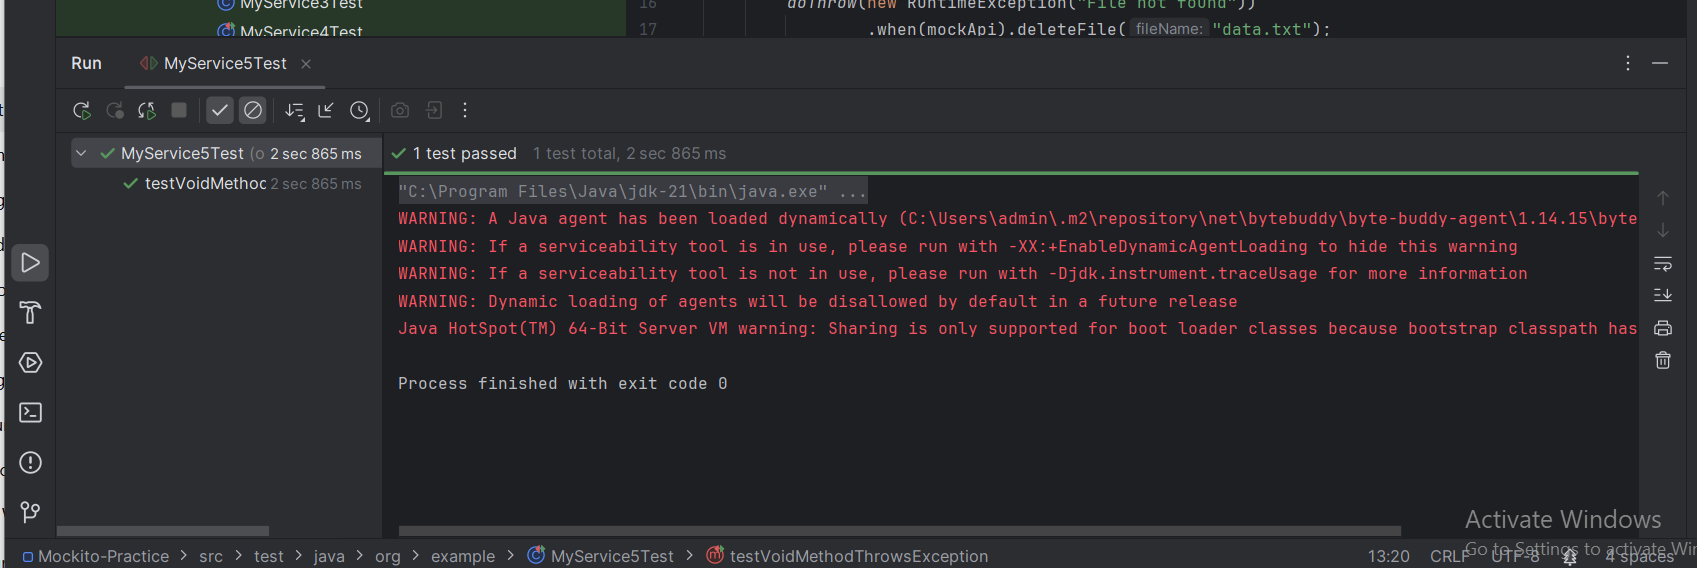 MyService3Test
MyService4Test
16 doThrow(new RuntimeException("File not found"))
17 .when(mockApi).deleteFile( fileName: "data.txt");
Run MyService5Test
MyService5Test (o 2 sec 865 ms
testVoidMethod 2 sec 865 ms
1 test passed 1 test total, 2 sec 865 ms
"C:\Program Files\Java\jdk-21\bin\java.exe" ...
WARNING: A Java agent has been loaded dynamically (C:\Users\admin\.m2\repository\net\bytebuddy\byte-buddy-agent\1.14.15\byte
WARNING: If a serviceability tool is in use, please run with -XX:+EnableDynamicAgentLoading to hide this warning
WARNING: If a serviceability tool is not in use, please run with -Djdk.instrument.traceUsage for more information
WARNING: Dynamic loading of agents will be disallowed by default in a future release
Java HotSpot(TM) 64-Bit Server VM warning: Sharing is only supported for boot loader classes because bootstrap classpath has
Process finished with exit code 0
Activate Windows
Go to Settings to activate Win
Mockito-Practice > src > test > java > org > example > MyService5Test > testVoidMethodThrowsException 13:20 CRLF UTF-8 4 spaces